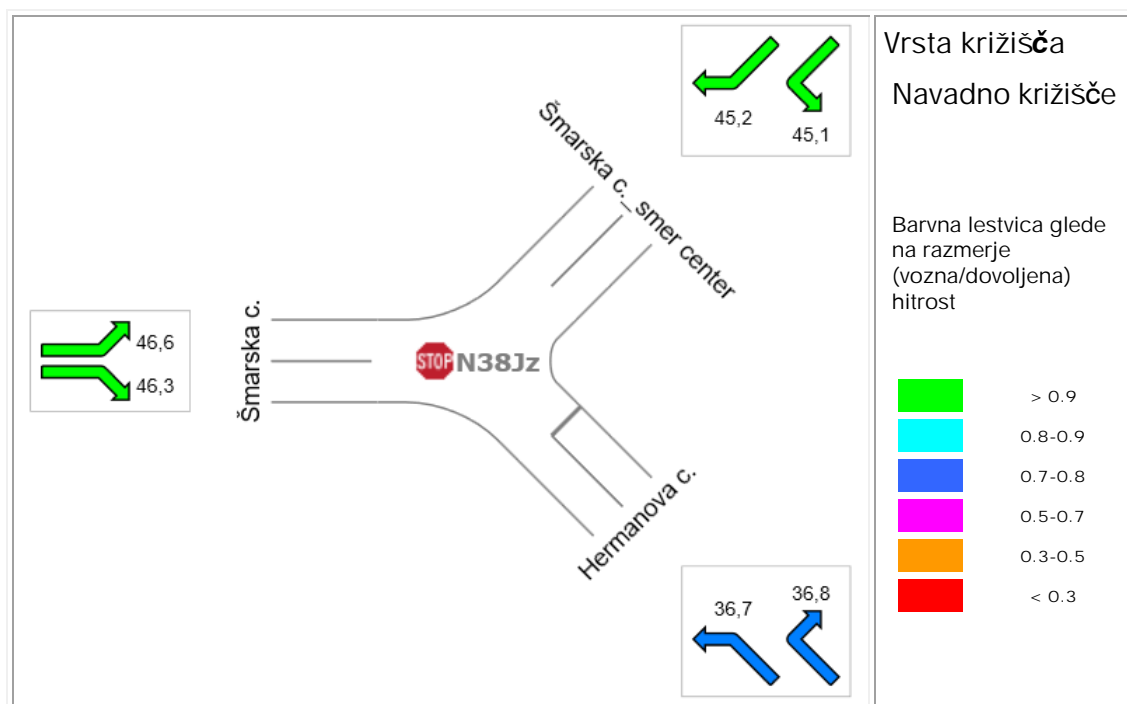 45,2
45,1
Šmarska c._smer center
46,6
46,3
Šmarska c.
STOP
N38Jz
Hermanova c.
36,7
36,8
Vrsta križišča
Navadno križišče
Barvna lestvica glede
na razmerje
(vozna/dovoljena)
hitrost
> 0.9
0.8-0.9
0.7-0.8
0.5-0.7
0.3-0.5
< 0.3